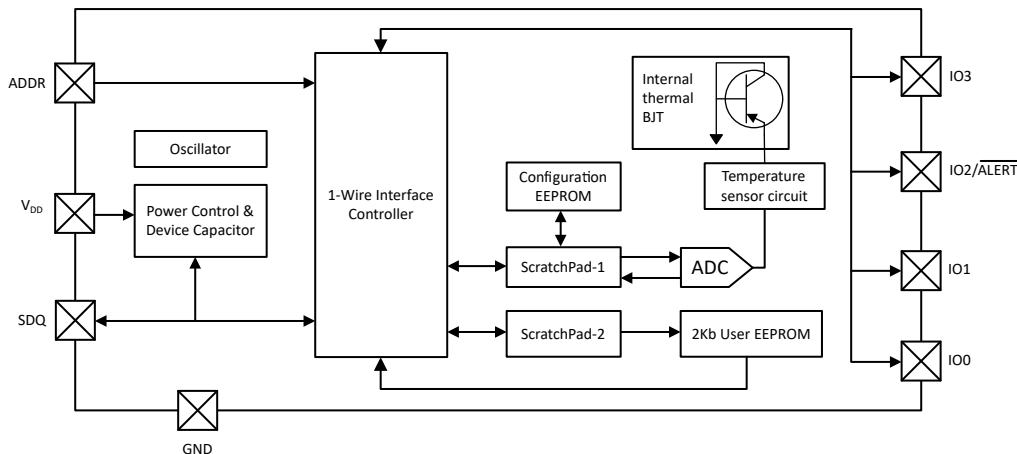 ADDR
V_DD
SDQ
GND
Oscillator
Power Control &
Device Capacitor
1-Wire Interface
Controller
Internal
thermal
BJT
Configuration
EEPROM
Temperature
sensor circuit
ScratchPad-1
ADC
ScratchPad-2
2Kb User EEPROM
IO3
IO2/ALERT
IO1
IO0